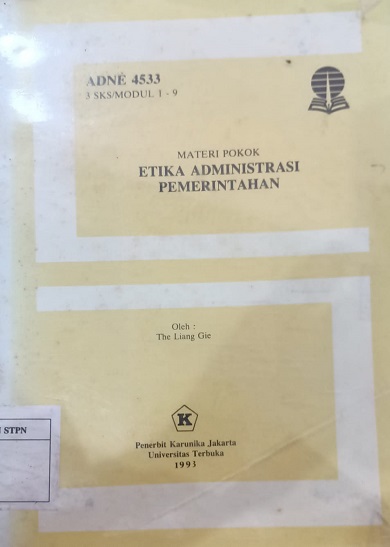 ADNE 4533
3 SKS/MODUL 1 - 9
MATERI POKOK
ETIKA ADMINISTRASI
PEMERINTAHAN
Oleh :
The Liang Gie
K
STPN
Penerbit Karunika Jakarta
Universitas Terbuka
1993